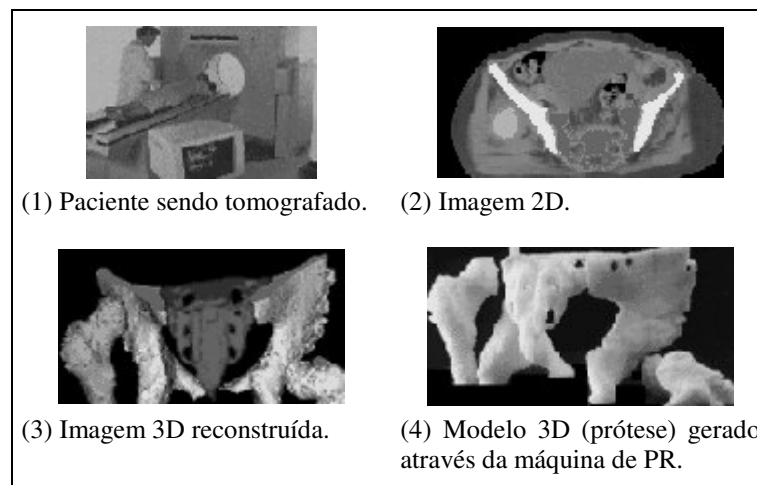 (1) Paciente sendo tomografado.
(2) Imagem 2D.
(3) Imagem 3D reconstruída.
(4) Modelo 3D (prótese) gerado
através da máquina de PR.